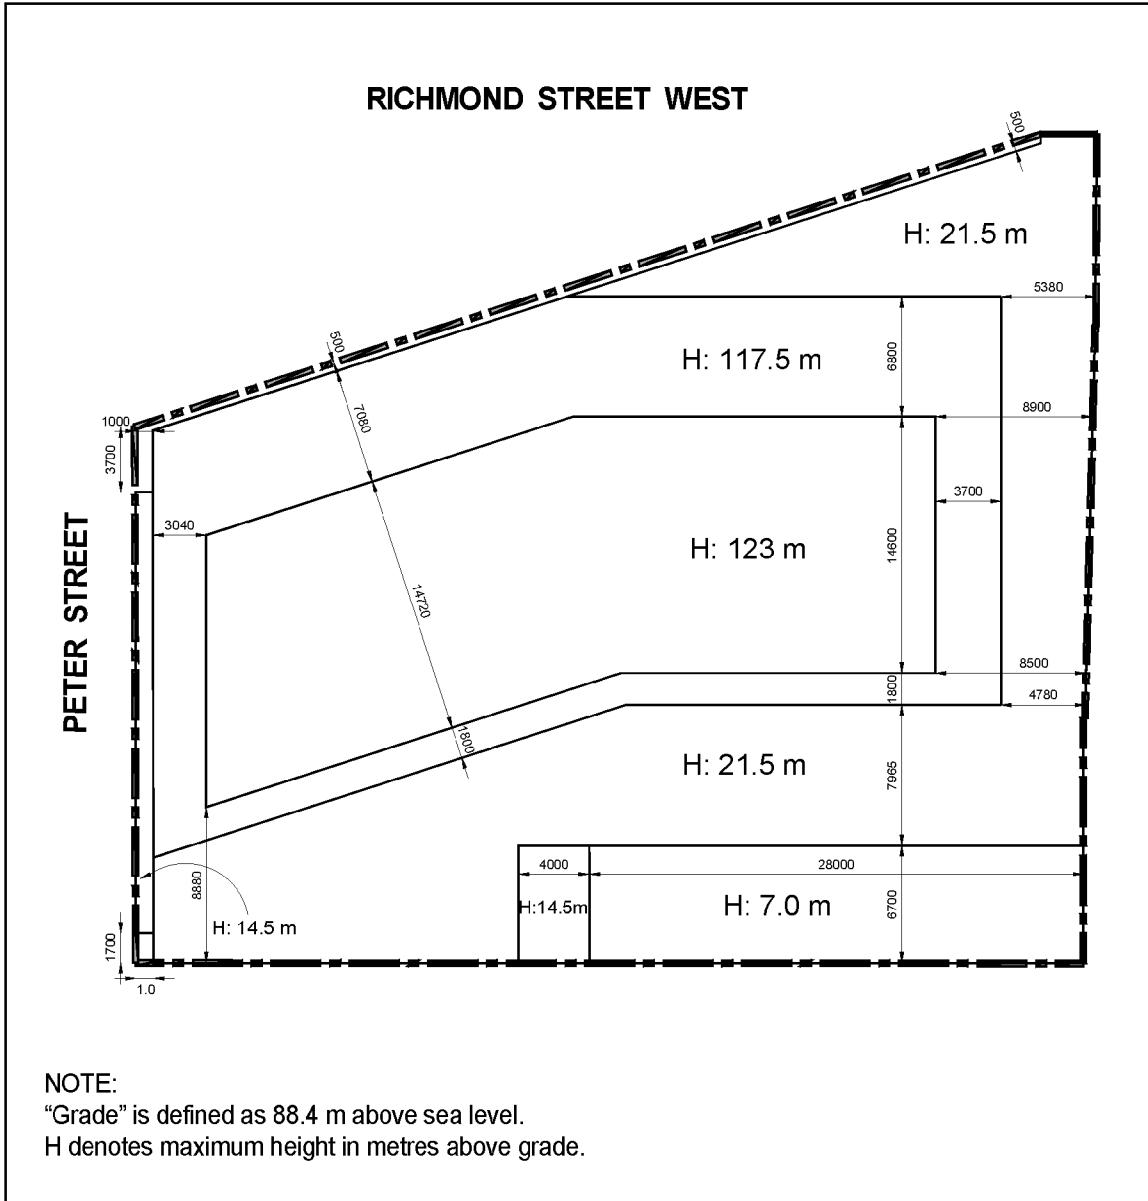 RICHMOND STREET WEST
500
H: 21.5 m
5380
500
H: 117.5 m
6800
1000
7080
8900
3700
3700
3040
PETER STREET
H: 123 m
14600
14720
8500
1800
4780
1800
H: 21.5 m
7965
4000
28000
8880
H:14.5m
H: 7.0 m
6700
H: 14.5 m
1700
1.0
NOTE:
“Grade” is defined as 88.4 m above sea level.
H denotes maximum height in metres above grade.